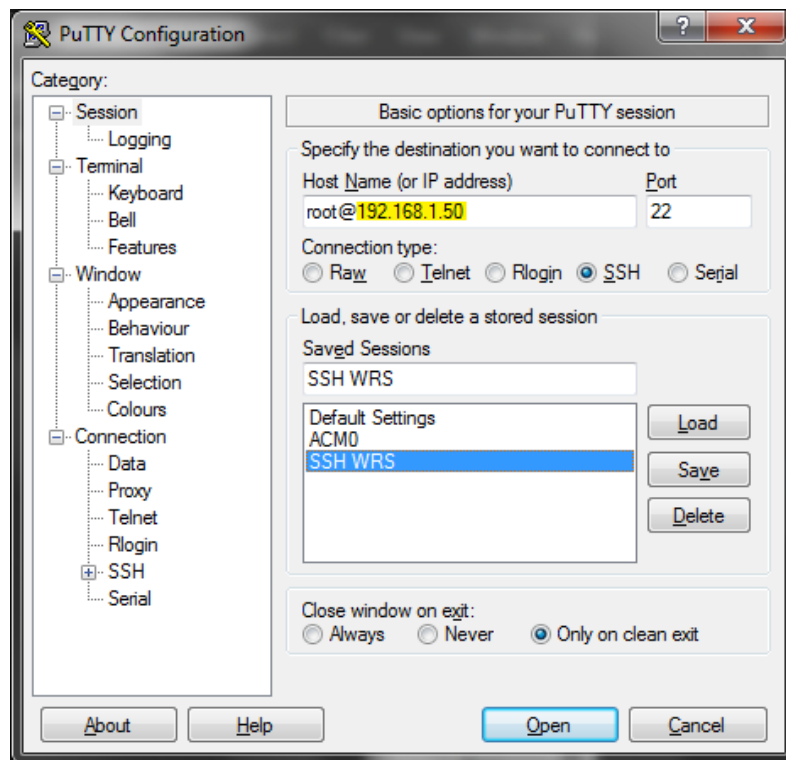 PuTTY Configuration
?
X
Category:
Session
Logging
Terminal
Keyboard
Bell
Features
Window
Appearance
Behaviour
Translation
Selection
Colours
Connection
Data
Proxy
Telnet
Rlogin
SSH
Serial
Basic options for your PuTTY session
Specify the destination you want to connect to
Host Name (or IP address) Port
root@192.168.1.50 22
Connection type:
Raw Telnet Rlogin SSH Serial
Load, save or delete a stored session
Saved Sessions
SSH WRS
Default Settings
ACM0
SSH WRS
Load
Save
Delete
Close window on exit:
Always Never Only on clean exit
About Help Open Cancel